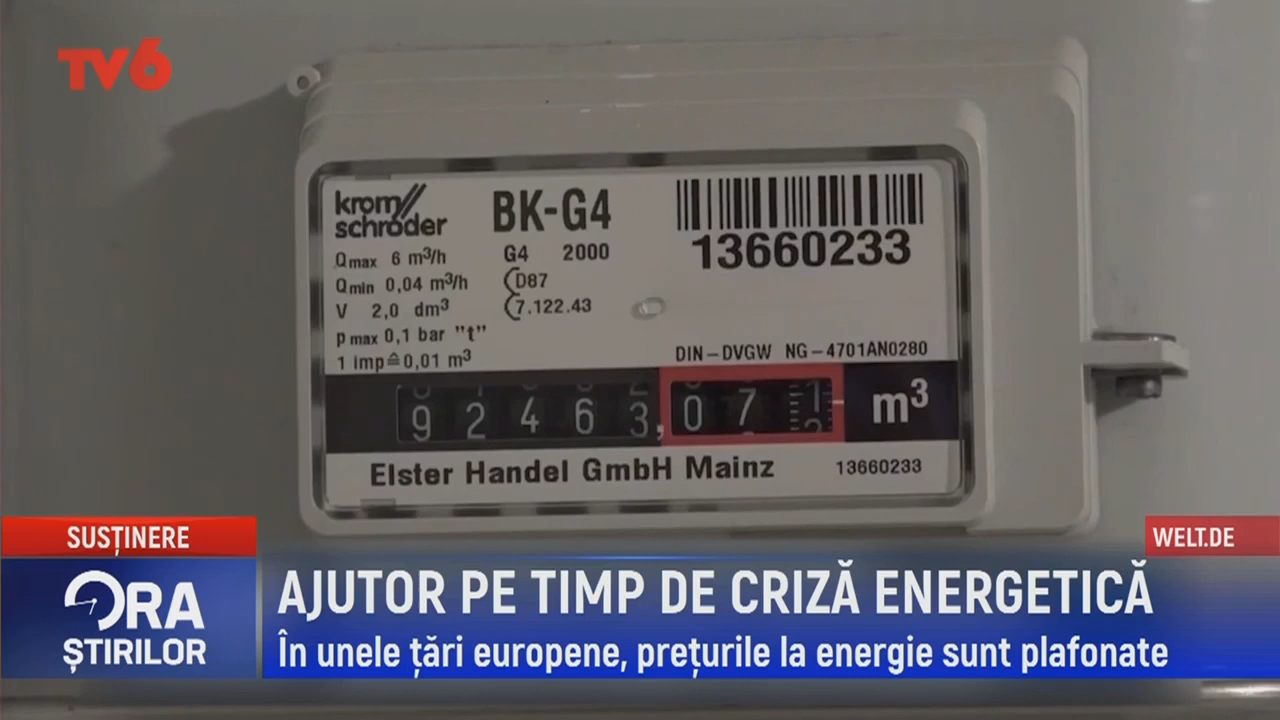 TV6
krom//
schröder
BK-G4
13660233
Qmax 6 m³/h
G4 2000
Qmin 0,04 m³/h
D87
V 2,0 dm³
7.122.43
pmax 0,1 bar "t"
1 imp≙0,01 m³
DIN–DVGW NG–4701AN0280
92463,071 m³
Elster Handel GmbH Mainz 13660233
SUSȚINERE
WELT.DE
ORA
ȘTIRILOR
AJUTOR PE TIMP DE CRIZĂ ENERGETICĂ
În unele țări europene, prețurile la energie sunt plafonate